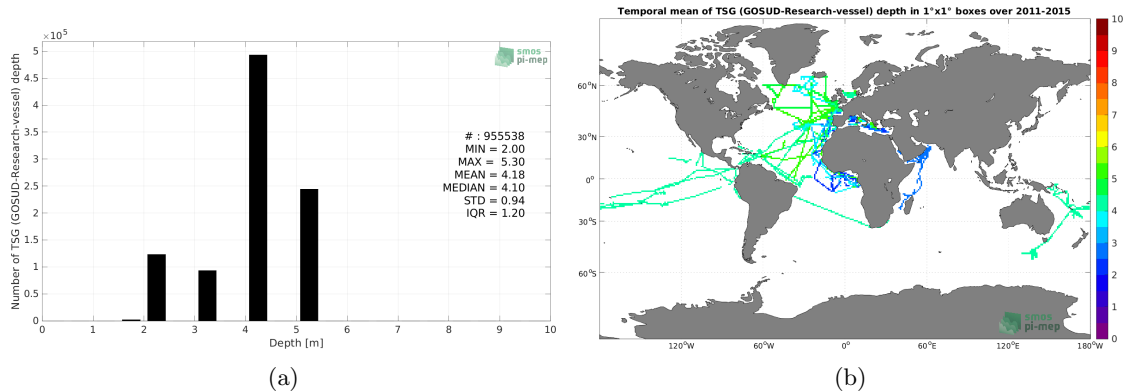 Temporal mean of TSG (GOSUD-Research-vessel) depth in 1°x1° boxes over 2011-2015
Number of TSG (GOSUD-Research-vessel) depth
×10⁵
5
4.5
4
3.5
3
2.5
2
1.5
1
0.5
0
0 1 2 3 4 5 6 7 8 9 10
Depth [m]
smos
pi-mep
# : 955538
MIN = 2.00
MAX = 5.30
MEAN = 4.18
MEDIAN = 4.10
STD = 0.94
IQR = 1.20
(a)
60°N
30°N
0°
30°S
60°S
120°W 60°W 0° 60°E 120°E 180°W
smos
pi-mep
10
9
8
7
6
5
4
3
2
1
0
(b)